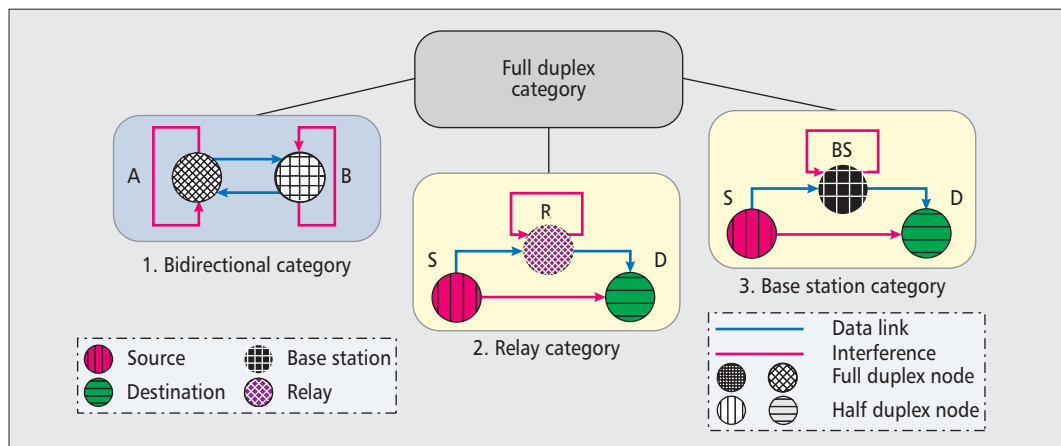 Full duplex
category
A
B
1. Bidirectional category
R
S
D
2. Relay category
BS
S
D
3. Base station category
Source
Base station
Destination
Relay
Data link
Interference
Full duplex node
Half duplex node